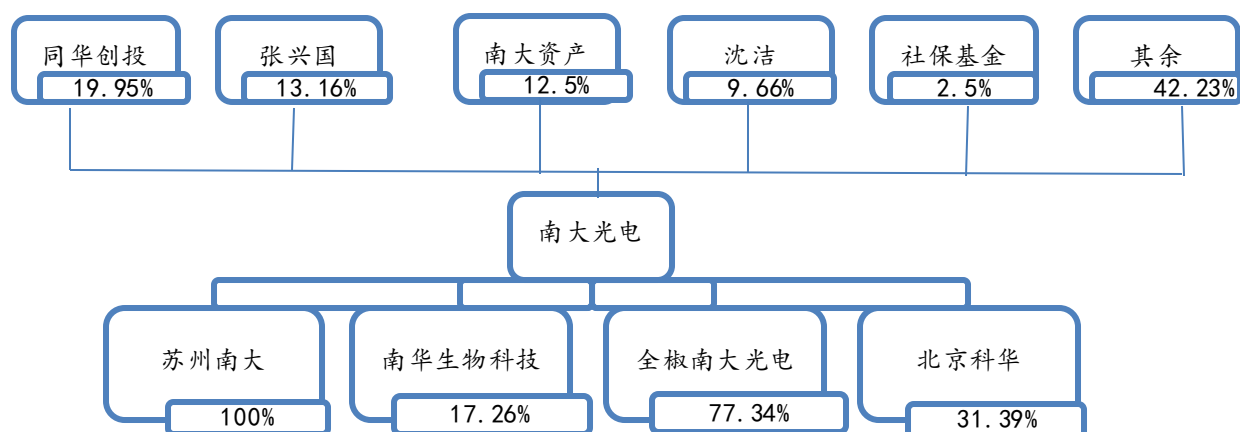 同华创投
19.95%
张兴国
13.16%
南大资产
12.5%
沈洁
9.66%
社保基金
2.5%
其余
42.23%
南大光电
苏州南大
100%
南华生物科技
17.26%
全椒南大光电
77.34%
北京科华
31.39%